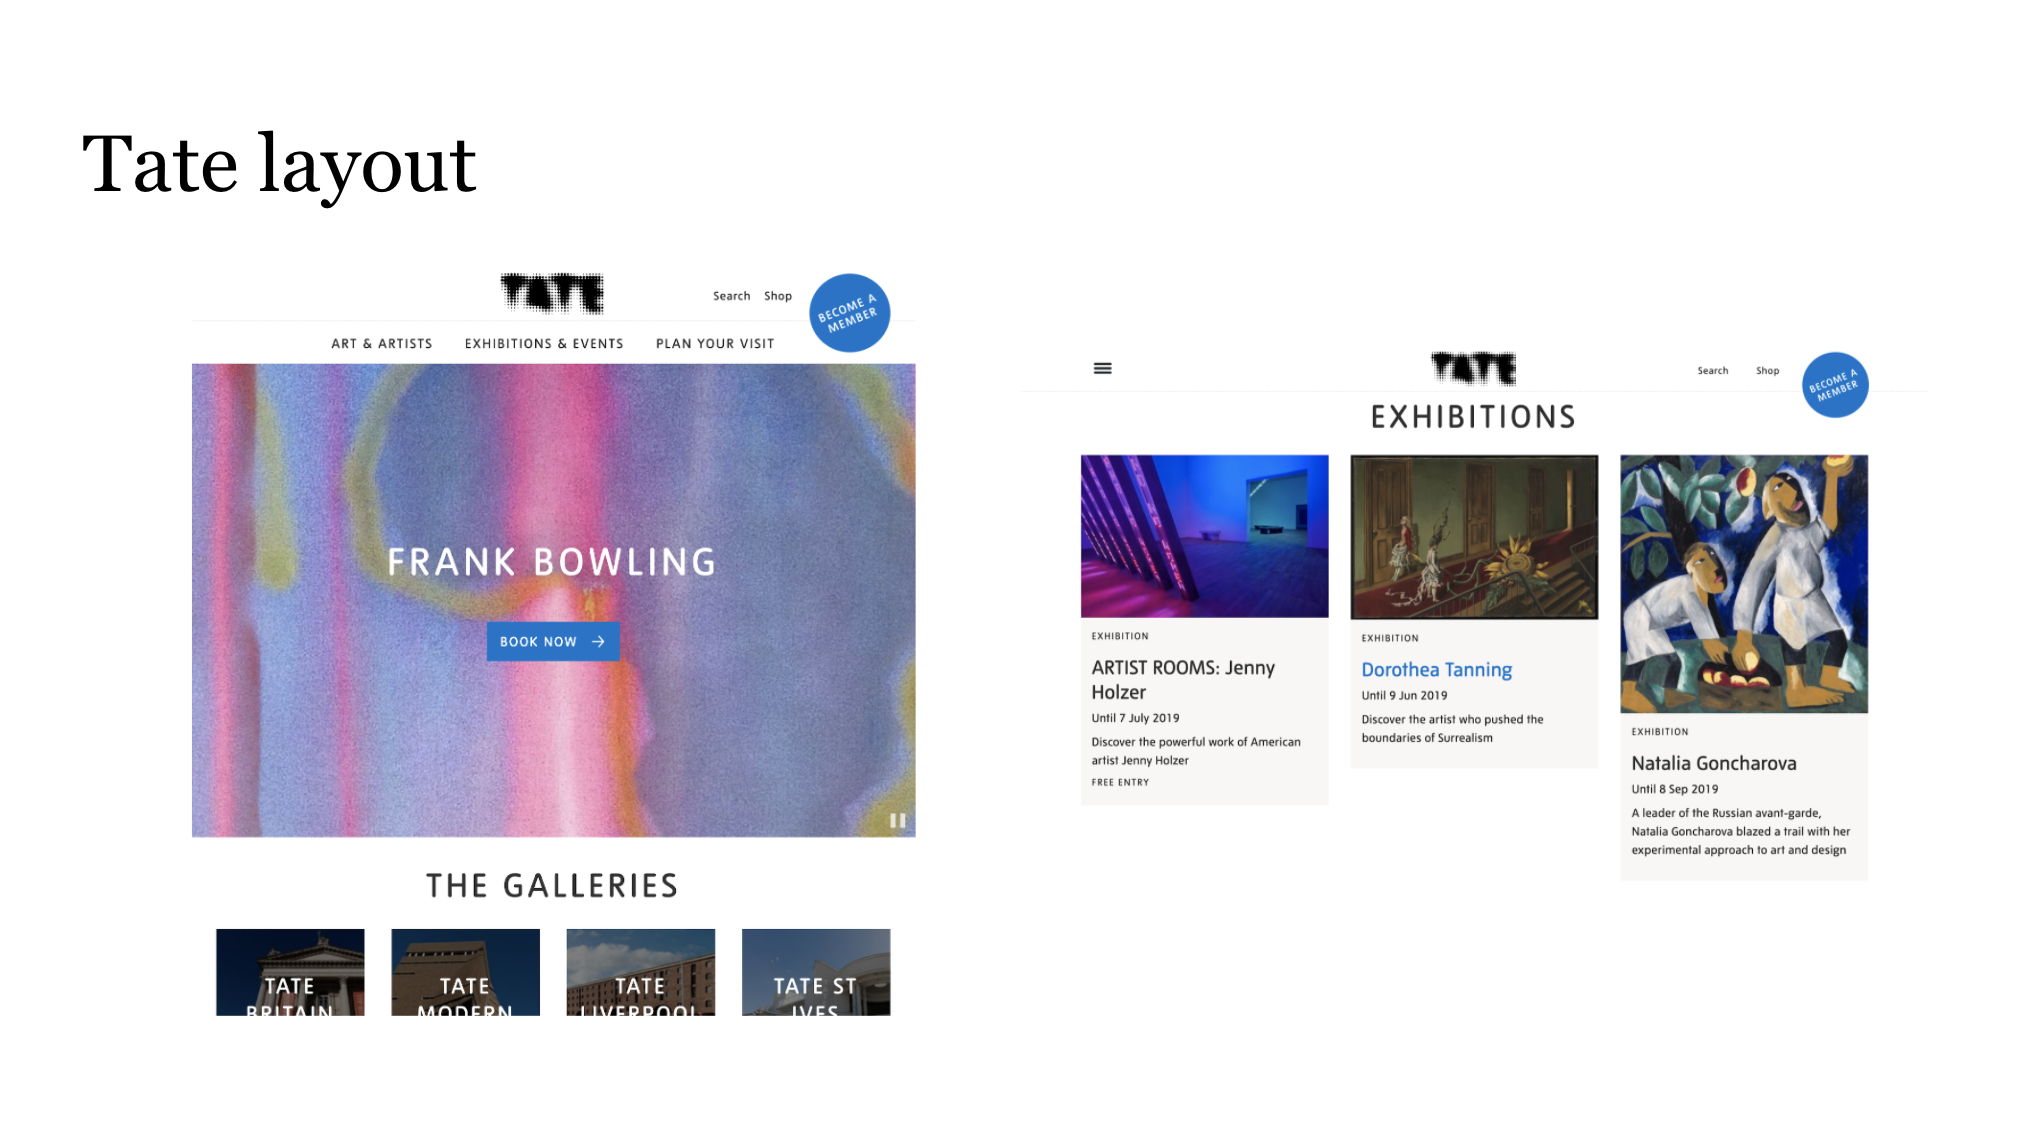 Tate layout
TATE
Search Shop
BECOME A
MEMBER
ART & ARTISTS EXHIBITIONS & EVENTS PLAN YOUR VISIT
FRANK BOWLING
BOOK NOW →
THE GALLERIES
TATE
BRITAIN
TATE
MODERN
TATE
LIVERPOOL
TATE ST
IVES
TATE
Search Shop
BECOME A
MEMBER
EXHIBITIONS
EXHIBITION
ARTIST ROOMS: Jenny
Holzer
Until 7 July 2019
Discover the powerful work of American
artist Jenny Holzer
FREE ENTRY
EXHIBITION
Dorothea Tanning
Until 9 Jun 2019
Discover the artist who pushed the
boundaries of Surrealism
EXHIBITION
Natalia Goncharova
Until 8 Sep 2019
A leader of the Russian avant-garde,
Natalia Goncharova blazed a trail with her
experimental approach to art and design